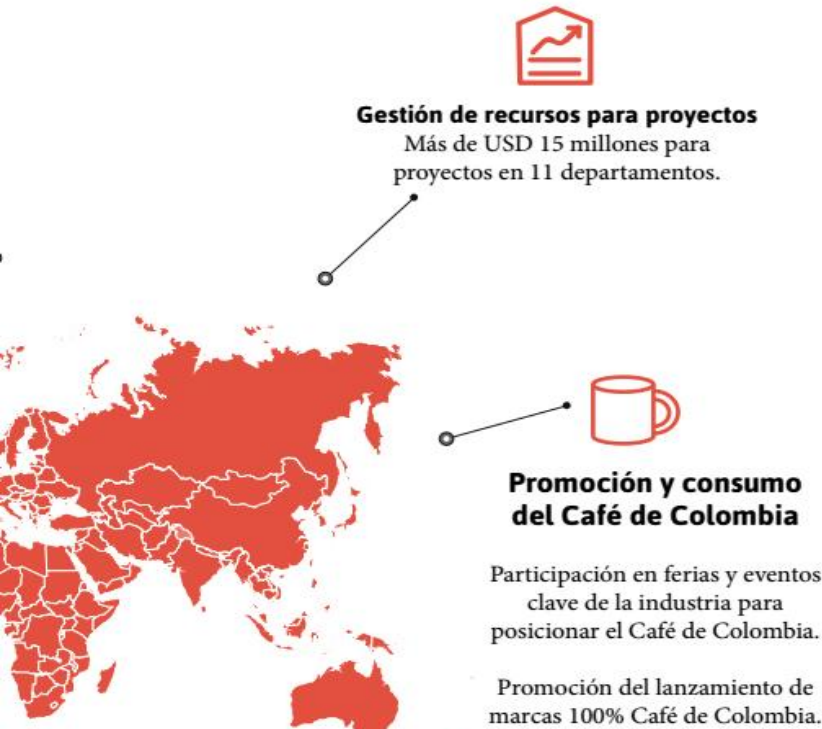 Gestión de recursos para proyectos
Más de USD 15 millones para
proyectos en 11 departamentos.
Promoción y consumo
del Café de Colombia
Participación en ferias y eventos
clave de la industria para
posicionar el Café de Colombia.
Promoción del lanzamiento de
marcas 100% Café de Colombia.